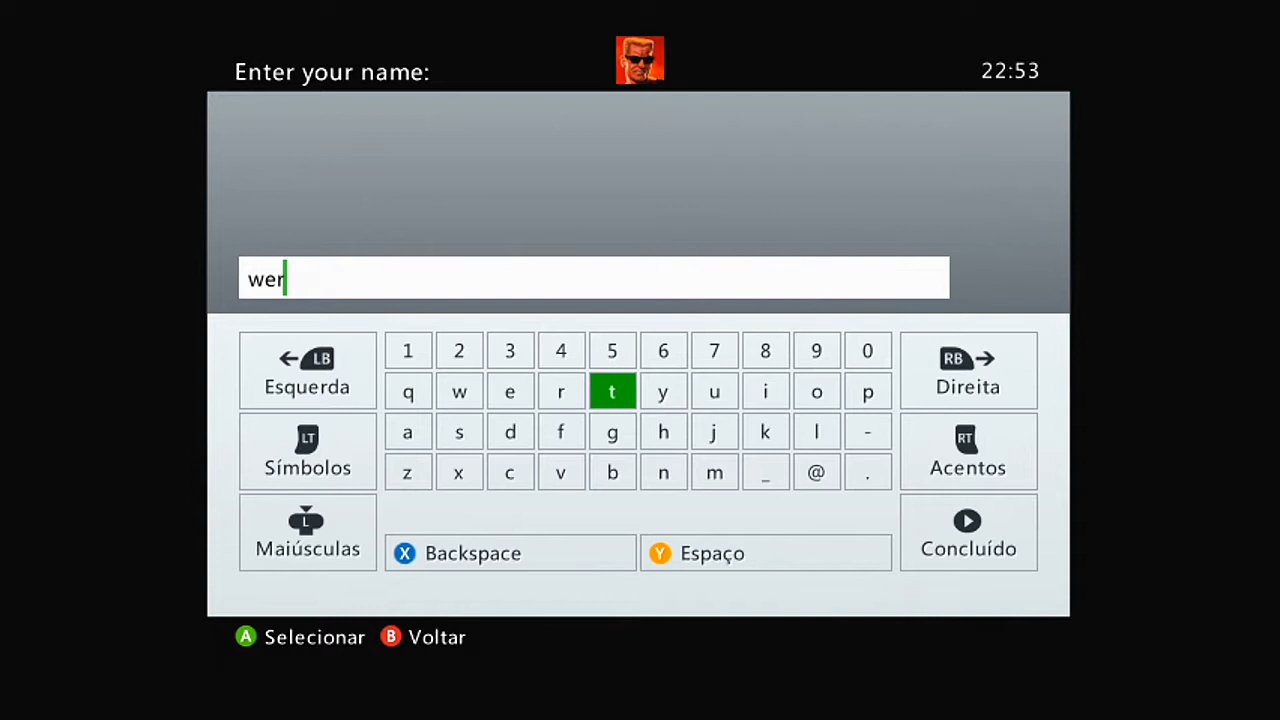 Enter your name:
22:53
wer
LB
Esquerda
1 2 3 4 5 6 7 8 9 0
RB
Direita
q w e r t y u i o p
LT
Símbolos
a s d f g h j k l -
RT
Acentos
z x c v b n m _ @ .
L
Maiúsculas
X Backspace
Y Espaço
Concluído
A Selecionar B Voltar